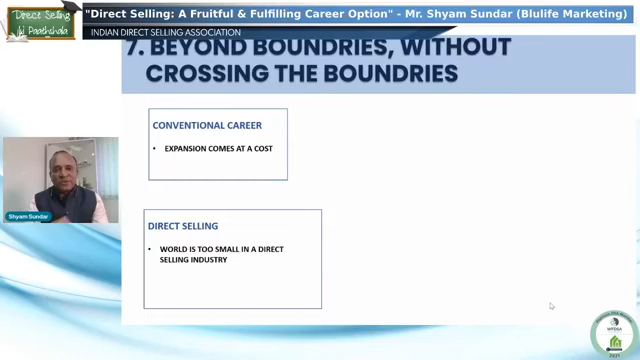 "Direct Selling: A Fruitful & Fulfilling Career Option" - Mr. Shyam Sundar (Blulife Marketing)
Direct Selling
ki Paathshala
INDIAN DIRECT SELLING ASSOCIATION
7. BEYOND BOUNDRIES, WITHOUT
CROSSING THE BOUNDRIES
CONVENTIONAL CAREER
• EXPANSION COMES AT A COST
Shyam Sundar
DIRECT SELLING
• WORLD IS TOO SMALL IN A DIRECT
SELLING INDUSTRY
WFDSA
2021